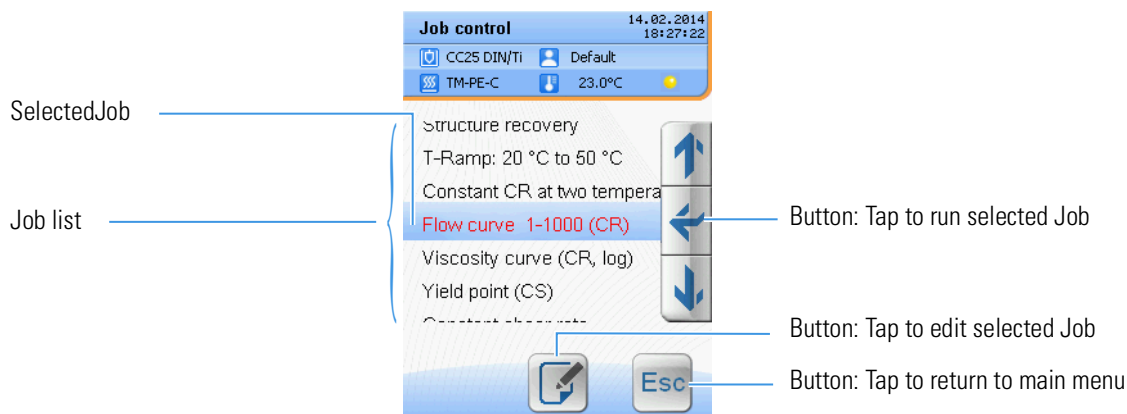 Job control
14.02.2014
18:27:22
CC25 DIN/Ti
Default
TM-PE-C
23.0°C
SelectedJob
Job list
Structure recovery
T-Ramp: 20 °C to 50 °C
Constant CR at two tempera
Flow curve 1-1000 (CR)
Viscosity curve (CR, log)
Yield point (CS)
Constant shear rate
Esc
Button: Tap to run selected Job
Button: Tap to edit selected Job
Button: Tap to return to main menu